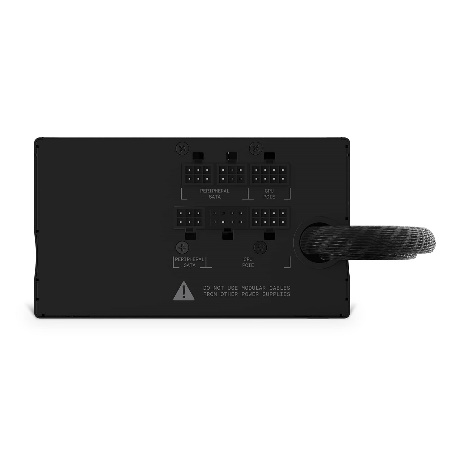 PERIPHERAL
SATA
CPU
PCIE
PERIPHERAL
SATA
CPU
PCIE
DO NOT USE MODULAR CABLES
FROM OTHER POWER SUPPLIES